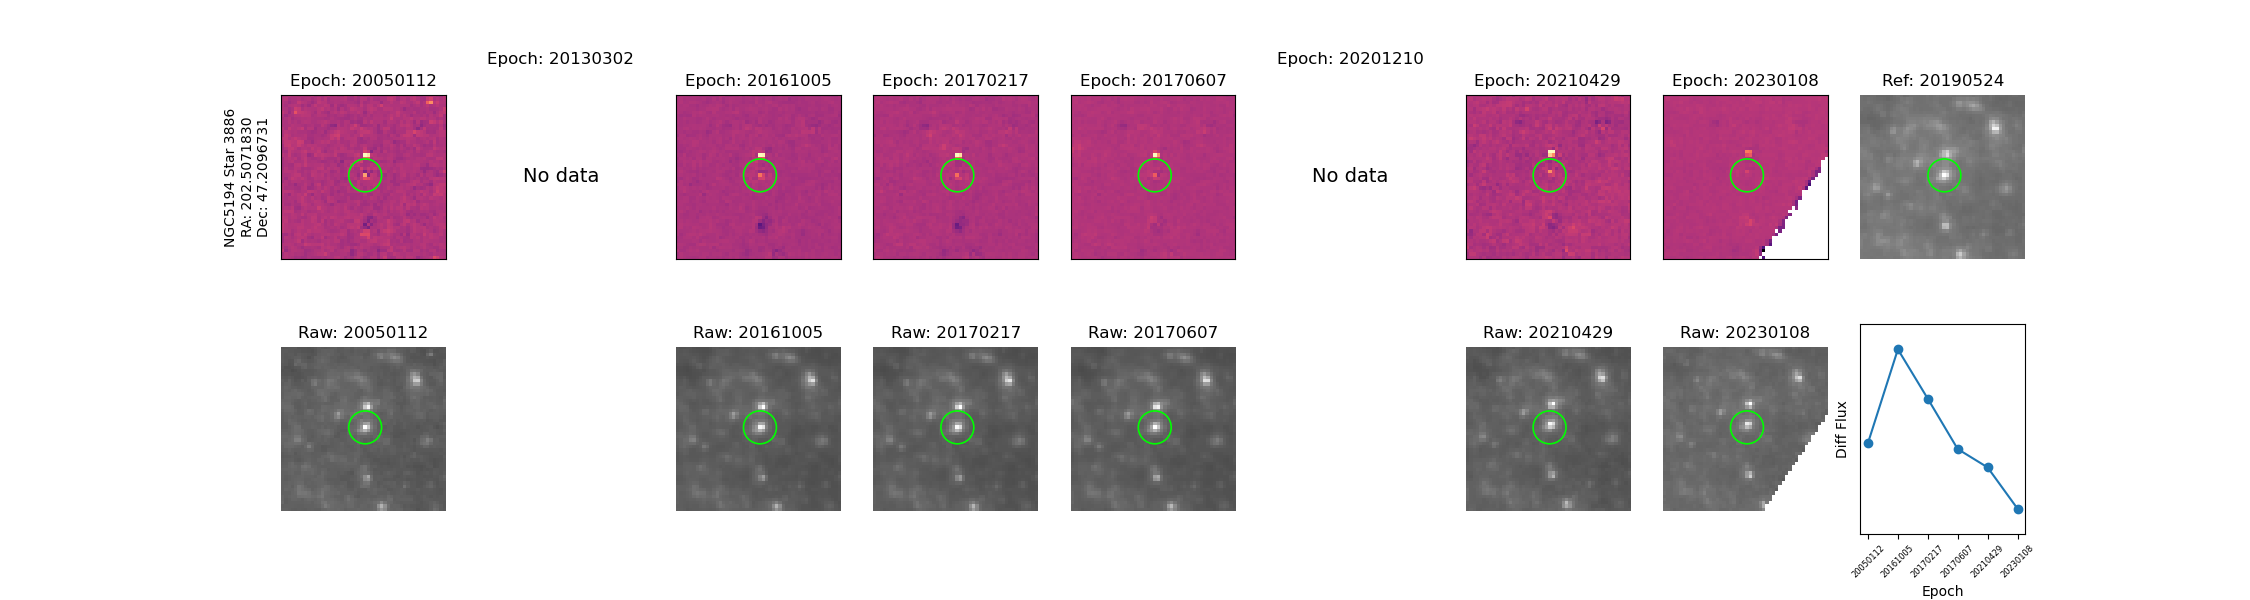 Epoch: 20130302
Epoch: 20201210
Epoch: 20050112
Epoch: 20161005
Epoch: 20170217
Epoch: 20170607
Epoch: 20210429
Epoch: 20230108
Ref: 20190524
NGC5194 Star 3886
RA: 202.5071830
Dec: 47.2096731
No data
No data
Raw: 20050112
Raw: 20161005
Raw: 20170217
Raw: 20170607
Raw: 20210429
Raw: 20230108
Diff Flux
20050112
20161005
20170217
20170607
20210429
20230108
Epoch